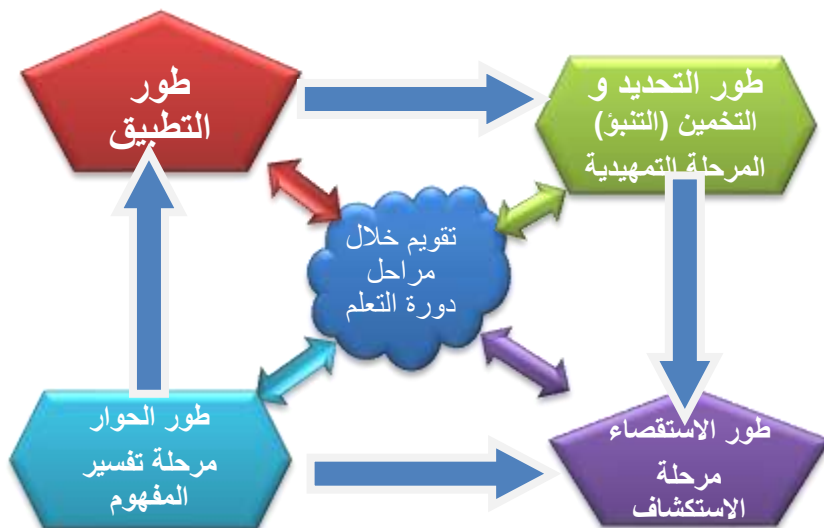 طور التحديد و
التخمين (التنبؤ)
المرحلة التمهيدية
طور
التطبيق
تقويم خلال
مراحل
دورة التعلم
طور الاستقصاء
مرحلة
الاستكشاف
طور الحوار
مرحلة تفسير
المفهوم